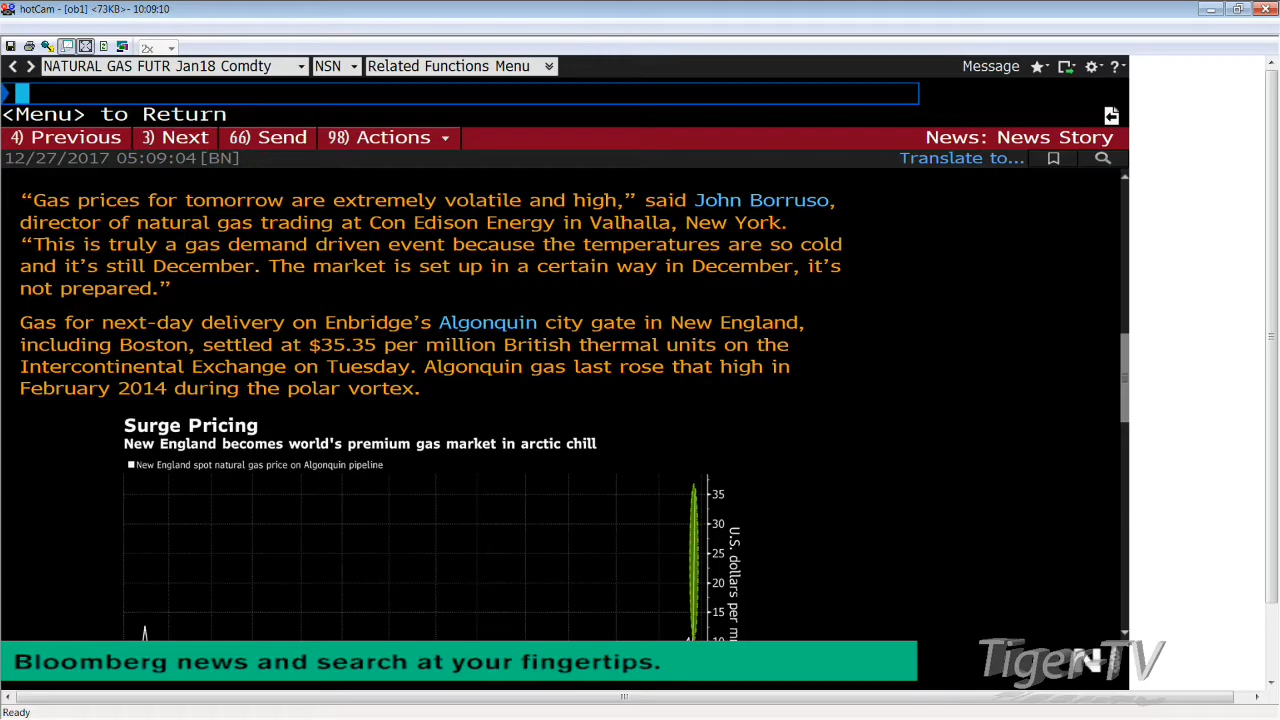 hotCam - [ob1] <73KB> - 10:09:10
2x
NATURAL GAS FUTR Jan18 Comdty NSN Related Functions Menu Message ?
<Menu> to Return
4) Previous 3) Next 66) Send 98) Actions News: News Story
12/27/2017 05:09:04 [BN] Translate to...
“Gas prices for tomorrow are extremely volatile and high,” said John Borruso,
director of natural gas trading at Con Edison Energy in Valhalla, New York.
“This is truly a gas demand driven event because the temperatures are so cold
and it’s still December. The market is set up in a certain way in December, it’s
not prepared.”
Gas for next-day delivery on Enbridge’s Algonquin city gate in New England,
including Boston, settled at $35.35 per million British thermal units on the
Intercontinental Exchange on Tuesday. Algonquin gas last rose that high in
February 2014 during the polar vortex.
Surge Pricing
New England becomes world's premium gas market in arctic chill
New England spot natural gas price on Algonquin pipeline
35
30
25
20
15
U.S. dollars per
Bloomberg news and search at your fingertips.
Tiger-TV
Ready